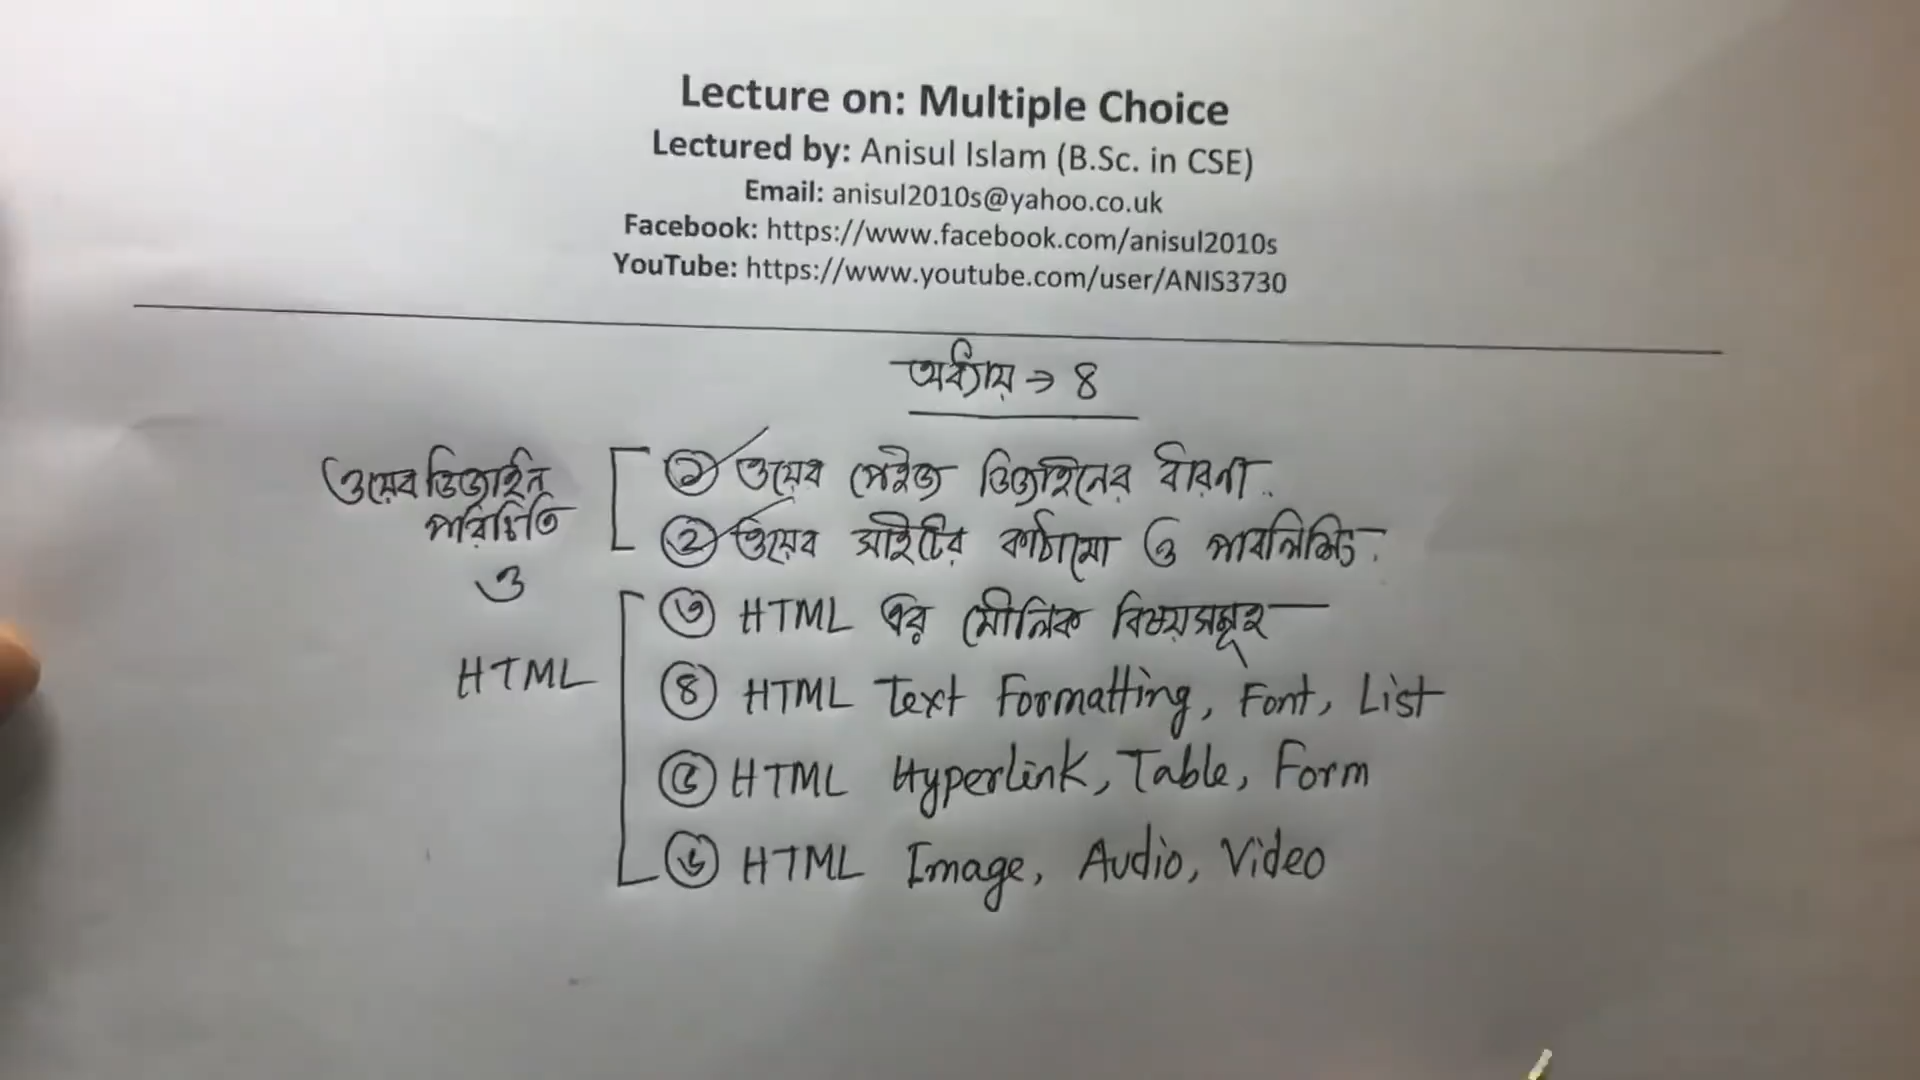 Lecture on: Multiple Choice
Lectured by: Anisul Islam (B.Sc. in CSE)
Email: anisul2010s@yahoo.co.uk
Facebook: https://www.facebook.com/anisul2010s
YouTube: https://www.youtube.com/user/ANIS3730
অধ্যায় → ৪
ওয়েব ডিজাইন
পরিচিতি
ও
HTML
১ ওয়েব পেইজ ডিজাইনের ধারনা
২ ওয়েব সাইটের কাঠামো ও পাবলিশিং
৩ HTML এর মৌলিক বিষয়সমূহ
৪ HTML Text Formatting, Font, List
৫ HTML Hyperlink, Table, Form
৬ HTML Image, Audio, Video